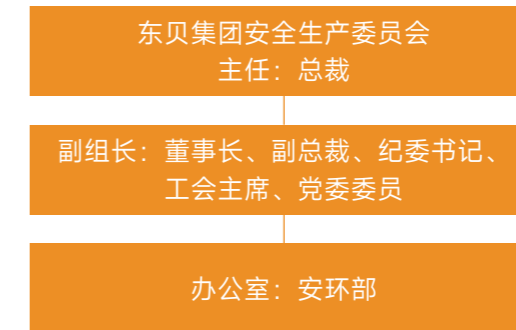 东贝集团安全生产委员会
主任：总裁
副组长：董事长、副总裁、纪委书记、
工会主席、党委委员
办公室：安环部